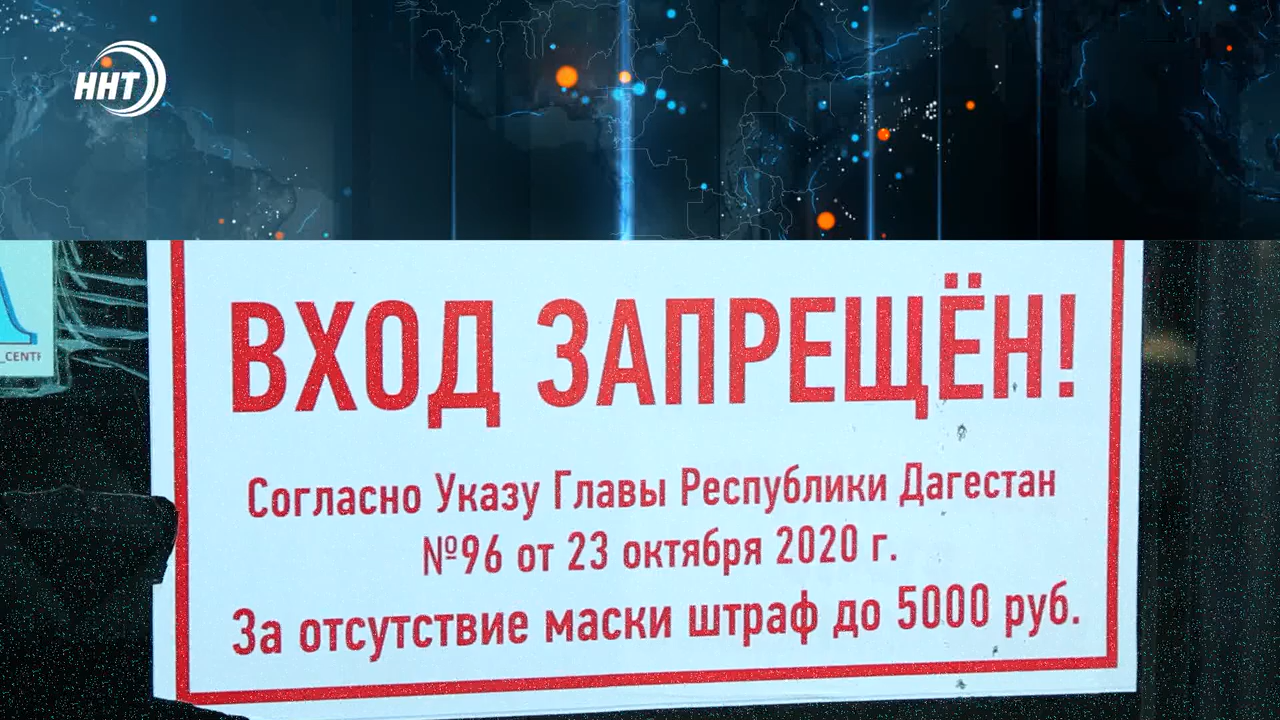 ННТ
ВХОД ЗАПРЕЩЁН!
Согласно Указу Главы Республики Дагестан
№96 от 23 октября 2020 г.
За отсутствие маски штраф до 5000 руб.